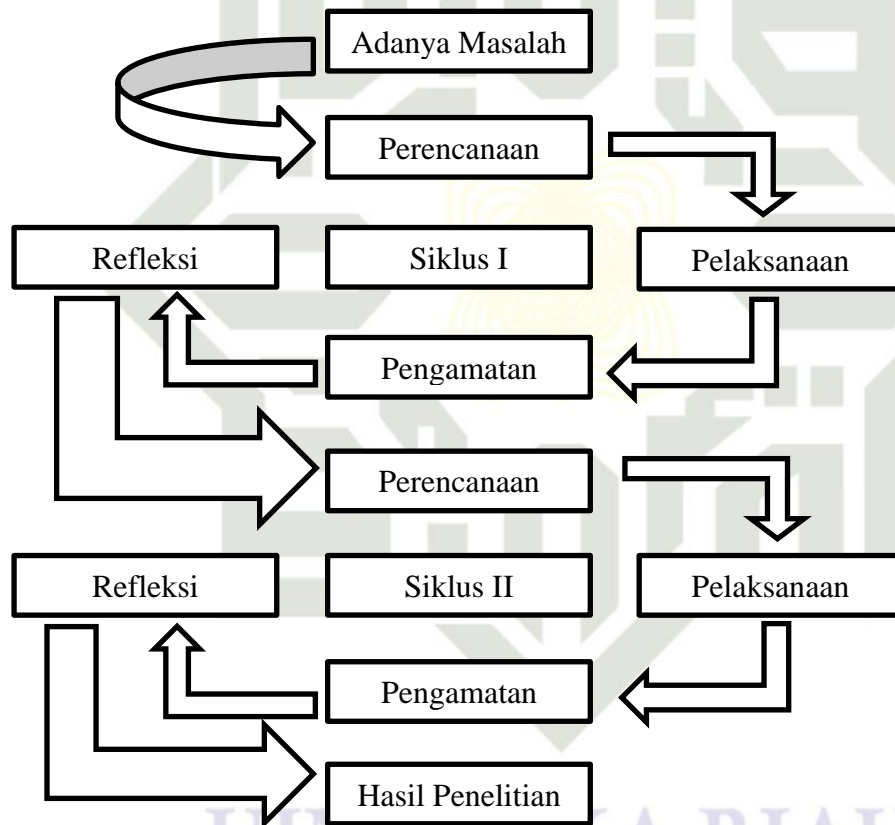 Adanya Masalah
Perencanaan
Refleksi
Siklus I
Pelaksanaan
Pengamatan
Perencanaan
Refleksi
Siklus II
Pelaksanaan
Pengamatan
Hasil Penelitian